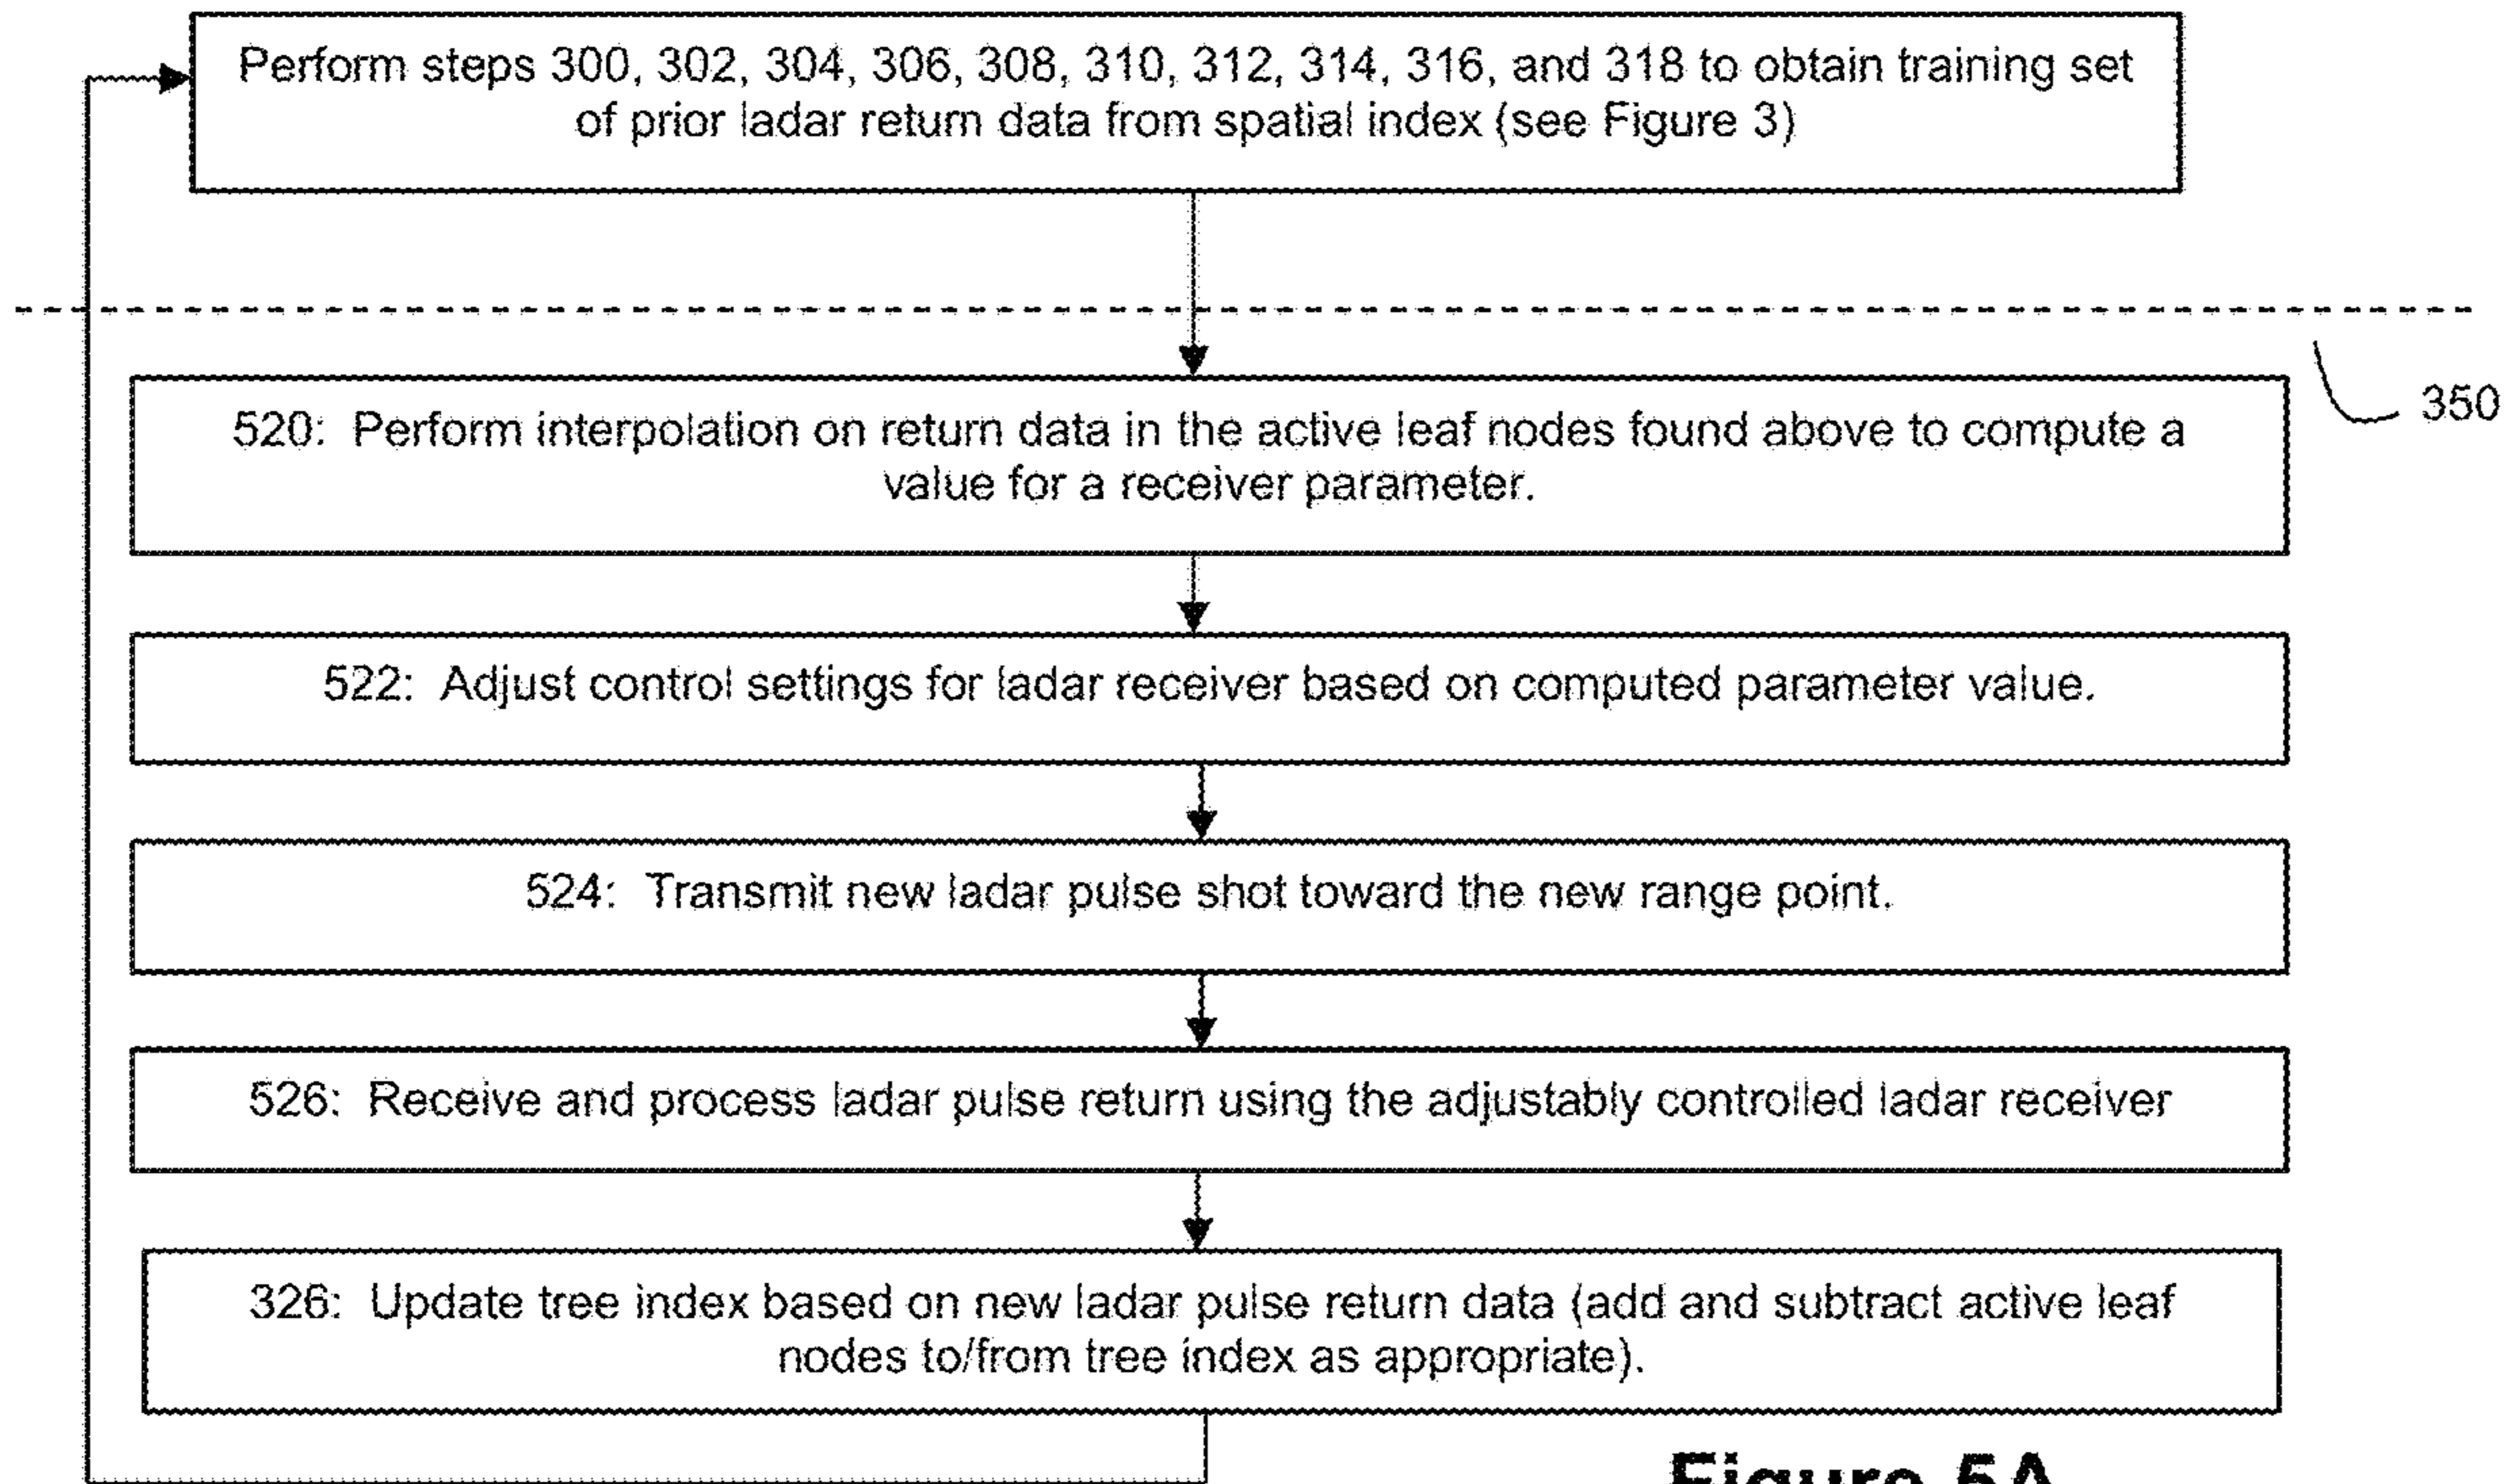 Perform steps 300, 302, 304, 306, 308, 310, 312, 314, 316, and 318 to obtain training set
of prior ladar return data from spatial index (see Figure 3)
350
520: Perform interpolation on return data in the active leaf nodes found above to compute a
value for a receiver parameter.
522: Adjust control settings for ladar receiver based on computed parameter value.
524: Transmit new ladar pulse shot toward the new range point.
526: Receive and process ladar pulse return using the adjustably controlled ladar receiver
326: Update tree index based on new ladar pulse return data (add and subtract active leaf
nodes to/from tree index as appropriate).
Figure 5A